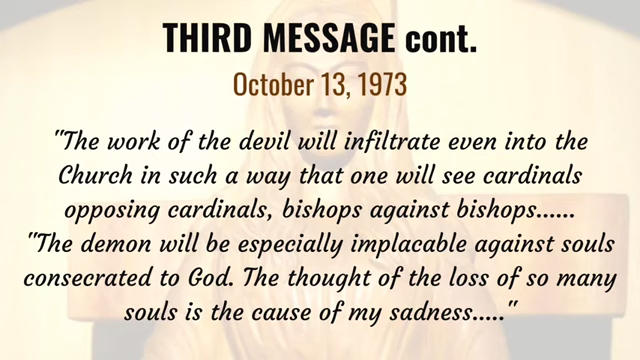 THIRD MESSAGE cont.
October 13, 1973
"The work of the devil will infiltrate even into the
Church in such a way that one will see cardinals
opposing cardinals, bishops against bishops......
"The demon will be especially implacable against souls
consecrated to God. The thought of the loss of so many
souls is the cause of my sadness....."